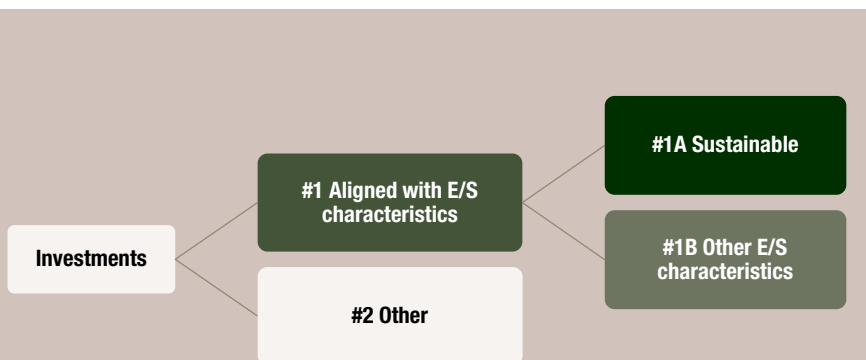 Investments
#1 Aligned with E/S
characteristics
#2 Other
#1A Sustainable
#1B Other E/S
characteristics